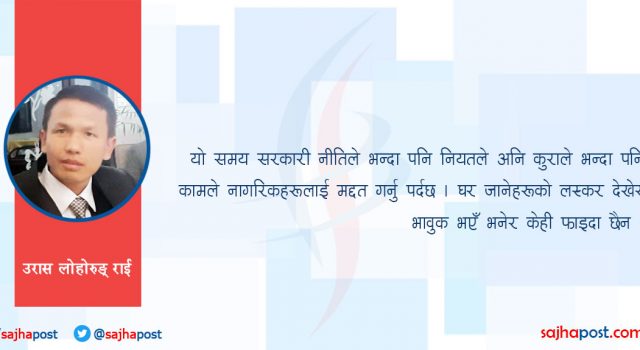 यो समय सरकारी नीतिले भन्दा पनि नियतले अनि कुराले भन्दा पनि
कामले नागरिकहरूलाई मद्दत गर्नु पर्दछ । घर जानेहरूको लस्कर देखेर
भावुक भएँ भनेर केही फाइदा छैन
उरास लोहोरुङ् राई
/sajhapost @sajhapost
sajhapost.com